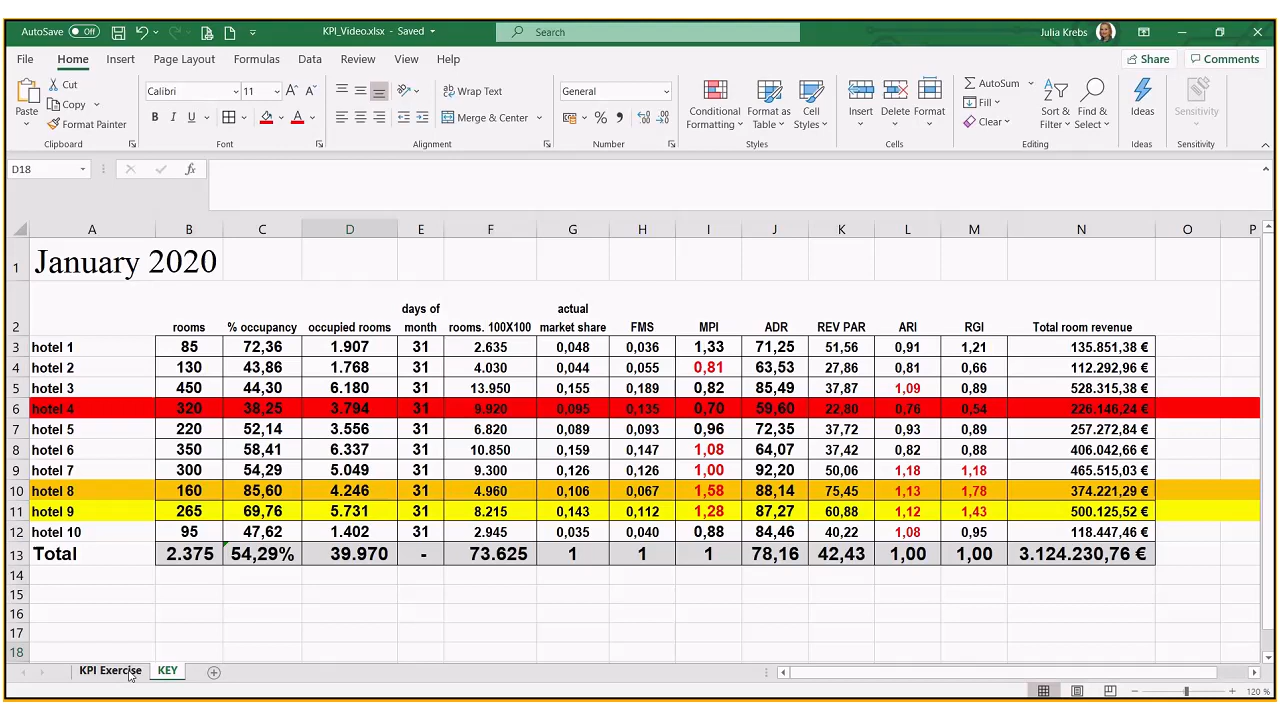 AutoSave Off KPI_Video.xlsx - Saved Search Julia Krebs
File Home Insert Page Layout Formulas Data Review View Help Share Comments
Paste Cut Copy Format Painter Calibri 11 A A B I U A Wrap Text Merge & Center General % Conditional Formatting Format as Table Cell Styles Insert Delete Format AutoSum Fill Clear Sort & Filter Find & Select Ideas Sensitivity
Clipboard Font Alignment Number Styles Cells Editing Ideas Sensitivity
D18 fx
A B C D E F G H I J K L M N O P
1 January 2020
2 rooms % occupancy occupied rooms days of month rooms. 100X100 actual market share FMS MPI ADR REV PAR ARI RGI Total room revenue
3 hotel 1 85 72,36 1.907 31 2.635 0,048 0,036 1,33 71,25 51,56 0,91 1,21 135.851,38 €
4 hotel 2 130 43,86 1.768 31 4.030 0,044 0,055 0,81 63,53 27,86 0,81 0,66 112.292,96 €
5 hotel 3 450 44,30 6.180 31 13.950 0,155 0,189 0,82 85,49 37,87 1,09 0,89 528.315,38 €
6 hotel 4 320 38,25 3.794 31 9.920 0,095 0,135 0,70 59,60 22,80 0,76 0,54 226.146,24 €
7 hotel 5 220 52,14 3.556 31 6.820 0,089 0,093 0,96 72,35 37,72 0,93 0,89 257.272,84 €
8 hotel 6 350 58,41 6.337 31 10.850 0,159 0,147 1,08 64,07 37,42 0,82 0,88 406.042,66 €
9 hotel 7 300 54,29 5.049 31 9.300 0,126 0,126 1,00 92,20 50,06 1,18 1,18 465.515,03 €
10 hotel 8 160 85,60 4.246 31 4.960 0,106 0,067 1,58 88,14 75,45 1,13 1,78 374.221,29 €
11 hotel 9 265 69,76 5.731 31 8.215 0,143 0,112 1,28 87,27 60,88 1,12 1,43 500.125,52 €
12 hotel 10 95 47,62 1.402 31 2.945 0,035 0,040 0,88 84,46 40,22 1,08 0,95 118.447,46 €
13 Total 2.375 54,29% 39.970 - 73.625 1 1 1 78,16 42,43 1,00 1,00 3.124.230,76 €
14
15
16
17
18
KPI Exercise KEY
120 %